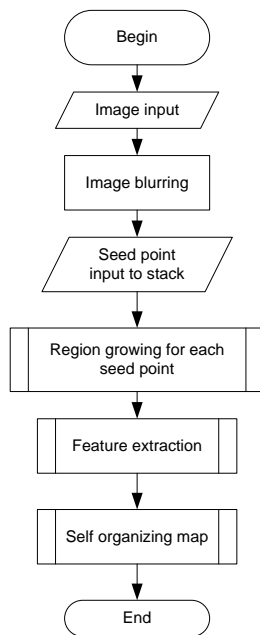 Begin
Image input
Image blurring
Seed point
input to stack
Region growing for each
seed point
Feature extraction
Self organizing map
End